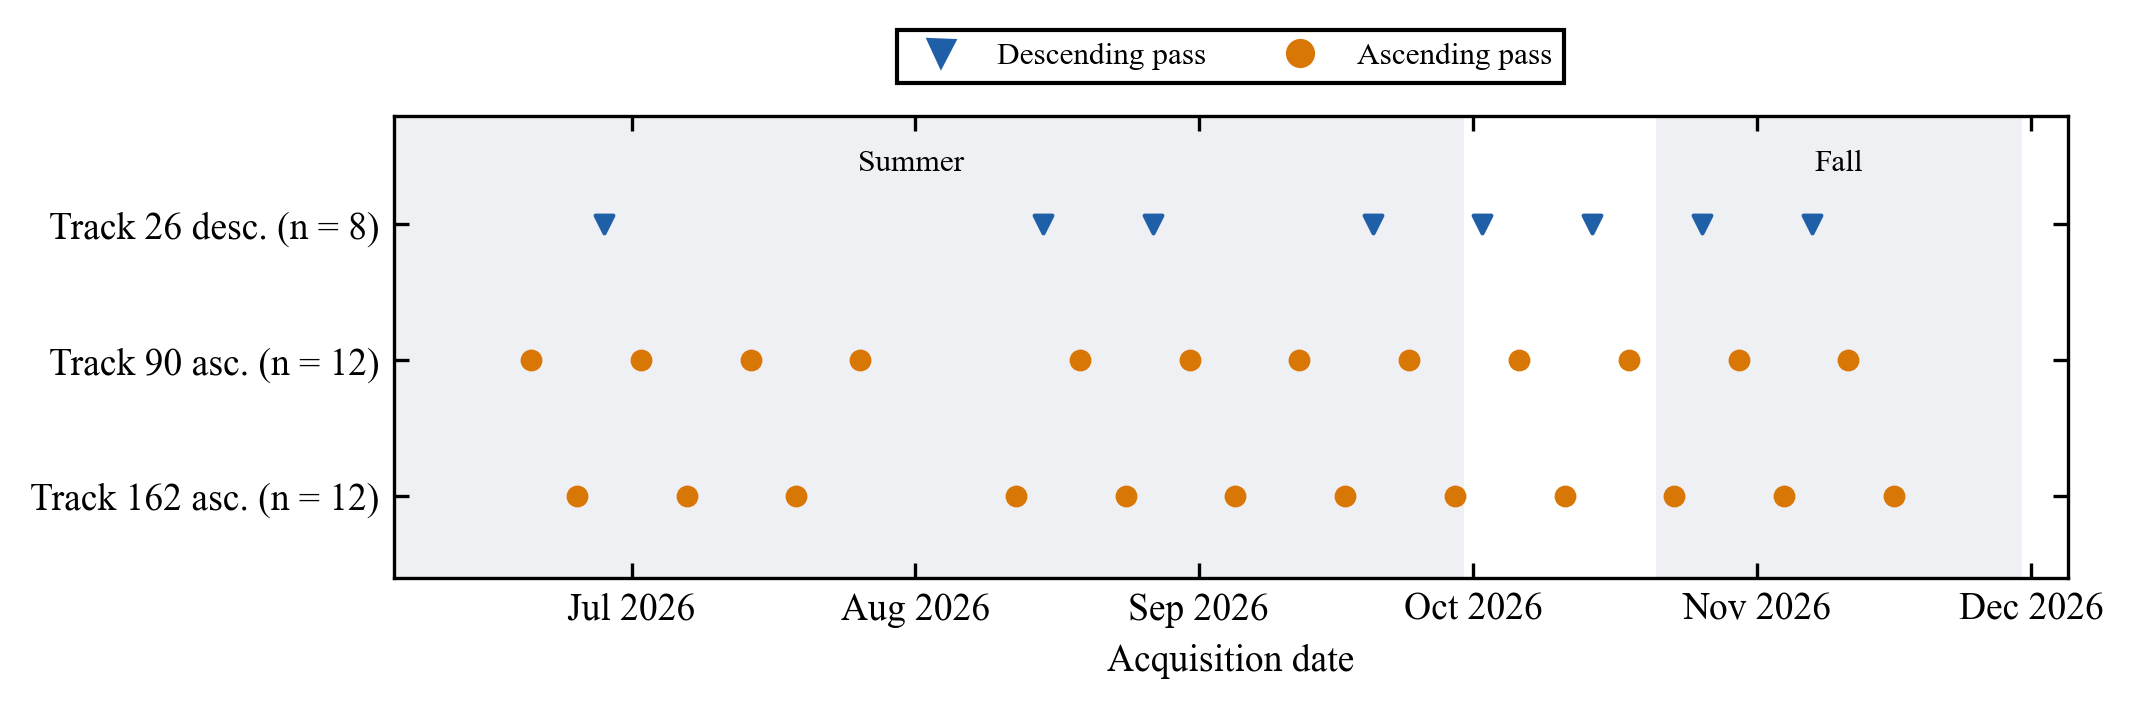 Descending pass
Ascending pass
Summer
Fall
Track 26 desc. (n = 8)
Track 90 asc. (n = 12)
Track 162 asc. (n = 12)
Jul 2026
Aug 2026
Sep 2026
Oct 2026
Nov 2026
Dec 2026
Acquisition date